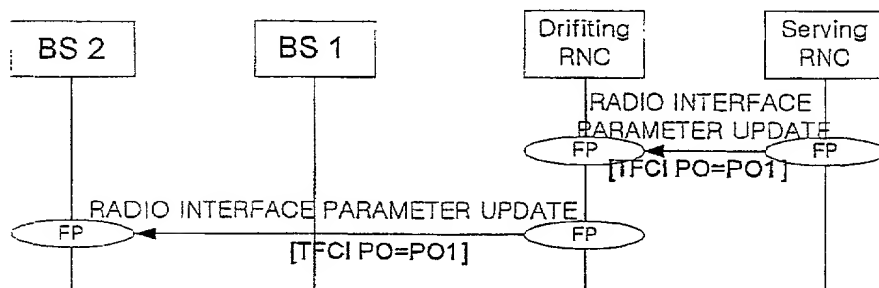 BS 2
BS 1
Drifiting
RNC
Serving
RNC
RADIO INTERFACE
PARAMETER UPDATE
FP
FP
[TFCI PO=PO1]
RADIO INTERFACE PARAMETER UPDATE
FP
FP
[TFCI PO=PO1]